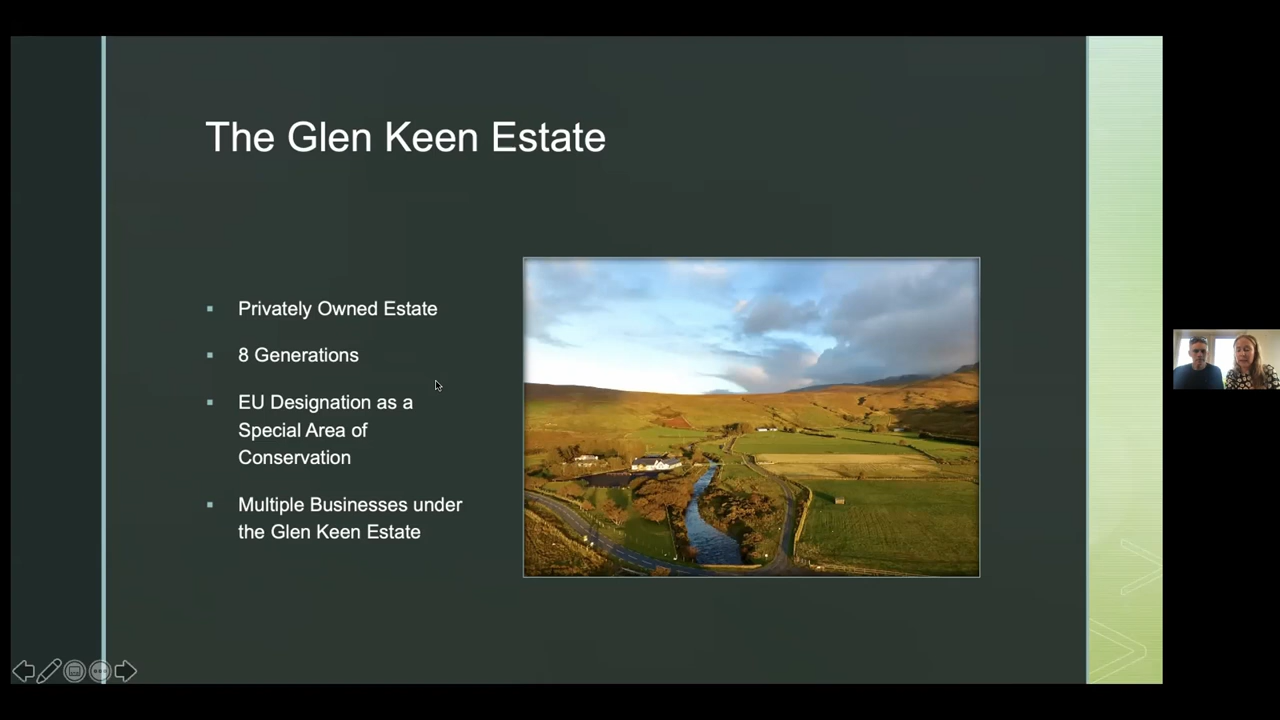 The Glen Keen Estate
Privately Owned Estate
8 Generations
EU Designation as a
Special Area of
Conservation
Multiple Businesses under
the Glen Keen Estate